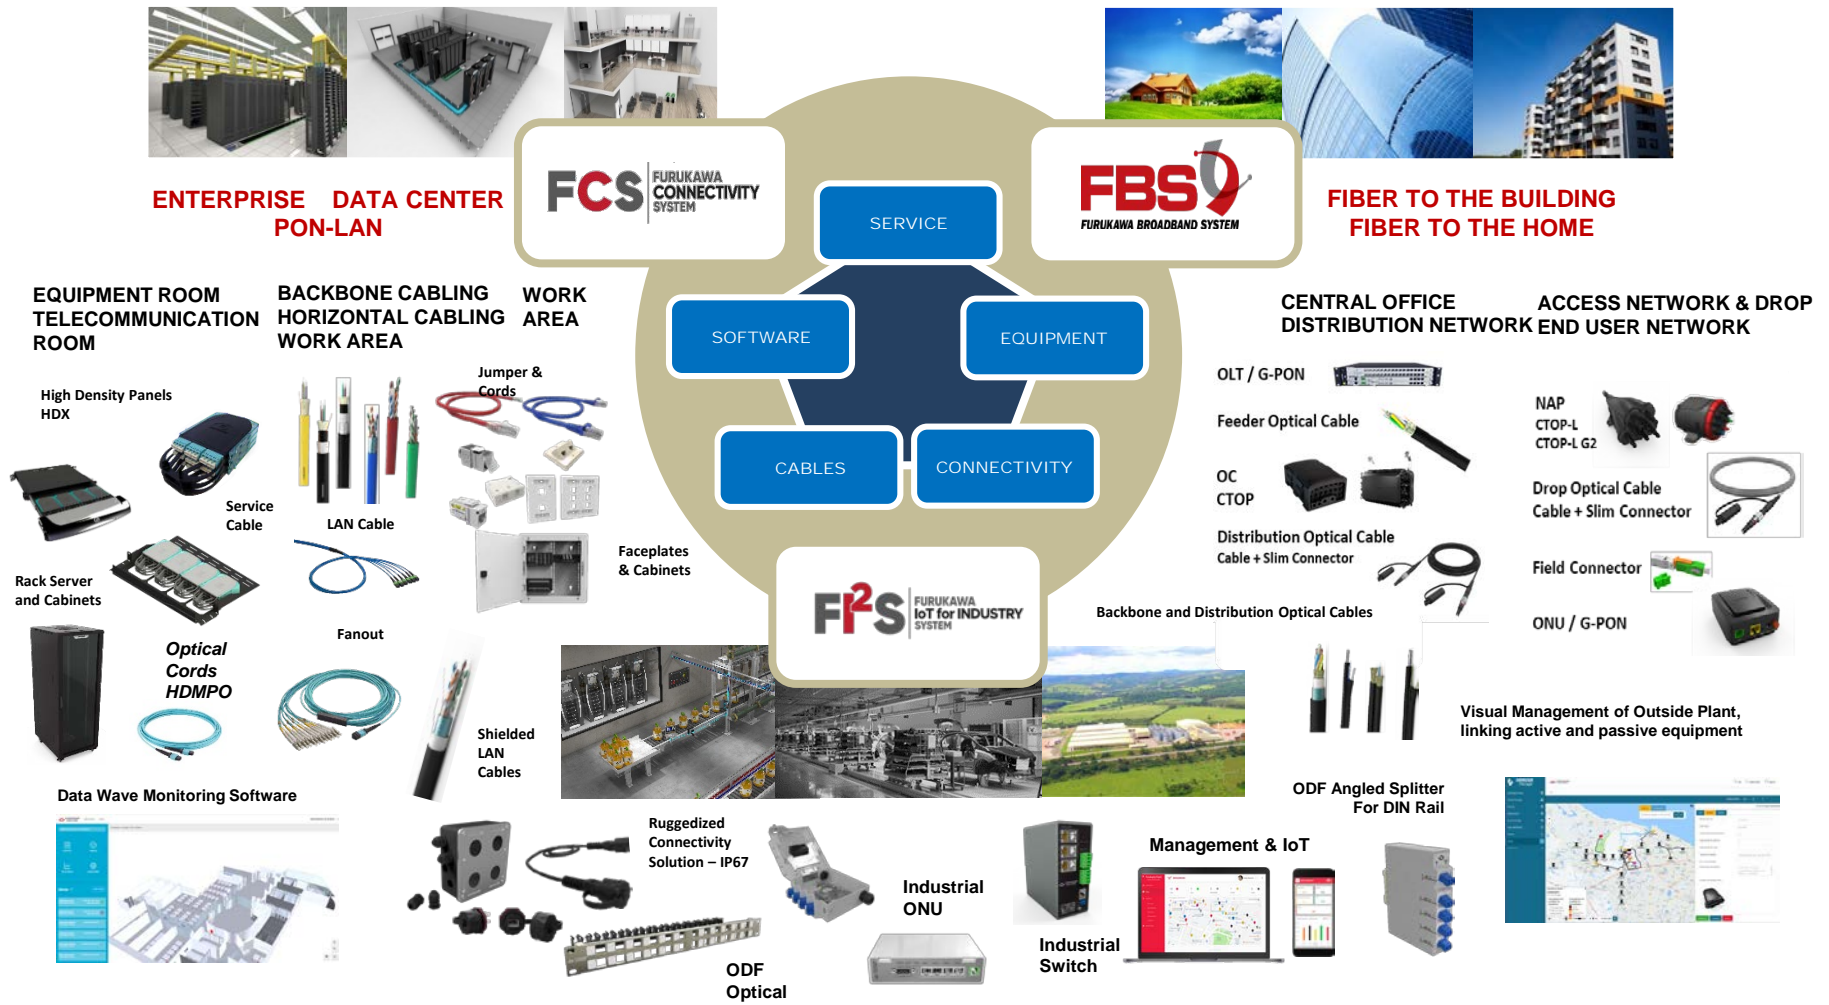 FCS FURUKAWA
CONNECTIVITY
SYSTEM
FBS
FURUKAWA BROADBAND SYSTEM
ENTERPRISE DATA CENTER
PON-LAN
SERVICE
SOFTWARE
EQUIPMENT
CABLES
CONNECTIVITY
FIBER TO THE BUILDING
FIBER TO THE HOME
EQUIPMENT ROOM
TELECOMMUNICATION
ROOM
BACKBONE CABLING
HORIZONTAL CABLING
WORK AREA
WORK
AREA
CENTRAL OFFICE
DISTRIBUTION NETWORK
ACCESS NETWORK & DROP
END USER NETWORK
High Density Panels
HDX
Jumper &
Cords
Service
Cable
LAN Cable
Rack Server
and Cabinets
Faceplates
& Cabinets
Fanout
Optical
Cords
HDMPO
Shielded
LAN
Cables
OLT / G-PON
Feeder Optical Cable
OC
CTOP
Distribution Optical Cable
Cable + Slim Connector
NAP
CTOP-L
CTOP-L G2
Drop Optical Cable
Cable + Slim Connector
Field Connector
ONU / G-PON
FI2S FURUKAWA
IoT for INDUSTRY
SYSTEM
Backbone and Distribution Optical Cables
Visual Management of Outside Plant,
linking active and passive equipment
Data Wave Monitoring Software
Ruggedized
Connectivity
Solution – IP67
ODF
Optical
Industrial
ONU
Industrial
Switch
Management & IoT
ODF Angled Splitter
For DIN Rail